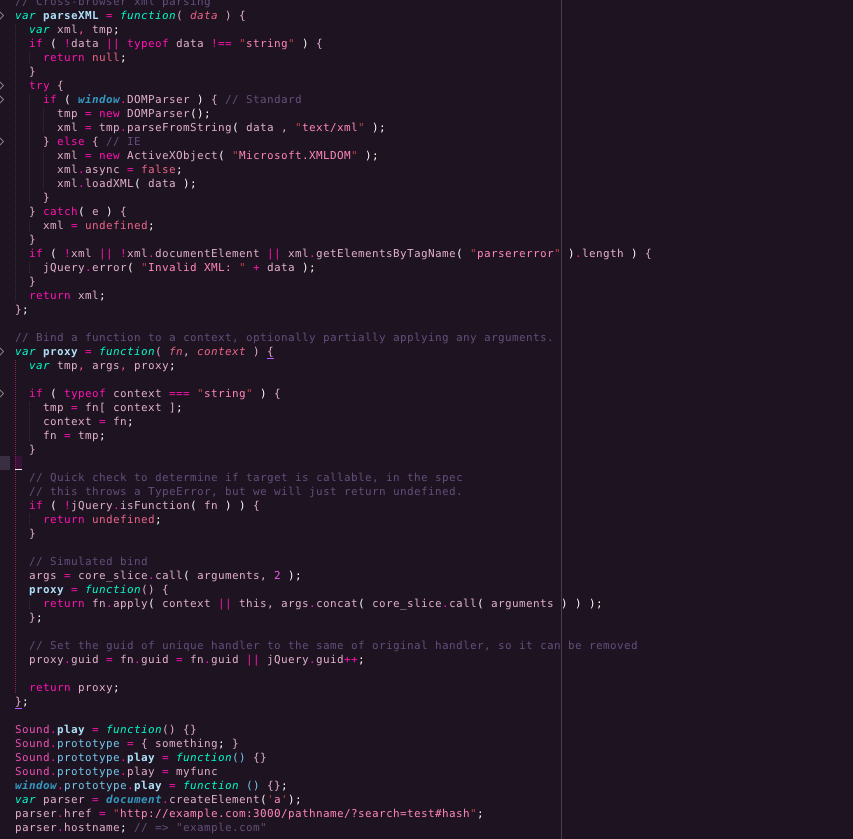 // Cross-browser xml parsing
var parseXML = function( data ) {
  var xml, tmp;
  if ( !data || typeof data !== "string" ) {
    return null;
  }
  try {
    if ( window.DOMParser ) { // Standard
      tmp = new DOMParser();
      xml = tmp.parseFromString( data , "text/xml" );
    } else { // IE
      xml = new ActiveXObject( "Microsoft.XMLDOM" );
      xml.async = false;
      xml.loadXML( data );
    }
  } catch( e ) {
    xml = undefined;
  }
  if ( !xml || !xml.documentElement || xml.getElementsByTagName( "parsererror" ).length ) {
    jQuery.error( "Invalid XML: " + data );
  }
  return xml;
};

// Bind a function to a context, optionally partially applying any arguments.
var proxy = function( fn, context ) {
  var tmp, args, proxy;

  if ( typeof context === "string" ) {
    tmp = fn[ context ];
    context = fn;
    fn = tmp;
  }

  // Quick check to determine if target is callable, in the spec
  // this throws a TypeError, but we will just return undefined.
  if ( !jQuery.isFunction( fn ) ) {
    return undefined;
  }

  // Simulated bind
  args = core_slice.call( arguments, 2 );
  proxy = function() {
    return fn.apply( context || this, args.concat( core_slice.call( arguments ) ) );
  };

  // Set the guid of unique handler to the same of original handler, so it can be removed
  proxy.guid = fn.guid = fn.guid || jQuery.guid++;

  return proxy;
};

Sound.play = function() {}
Sound.prototype = { something; }
Sound.prototype.play = function() {}
Sound.prototype.play = myfunc
window.prototype.play = function () {};
var parser = document.createElement('a');
parser.href = "http://example.com:3000/pathname/?search=test#hash";
parser.hostname; // => "example.com"